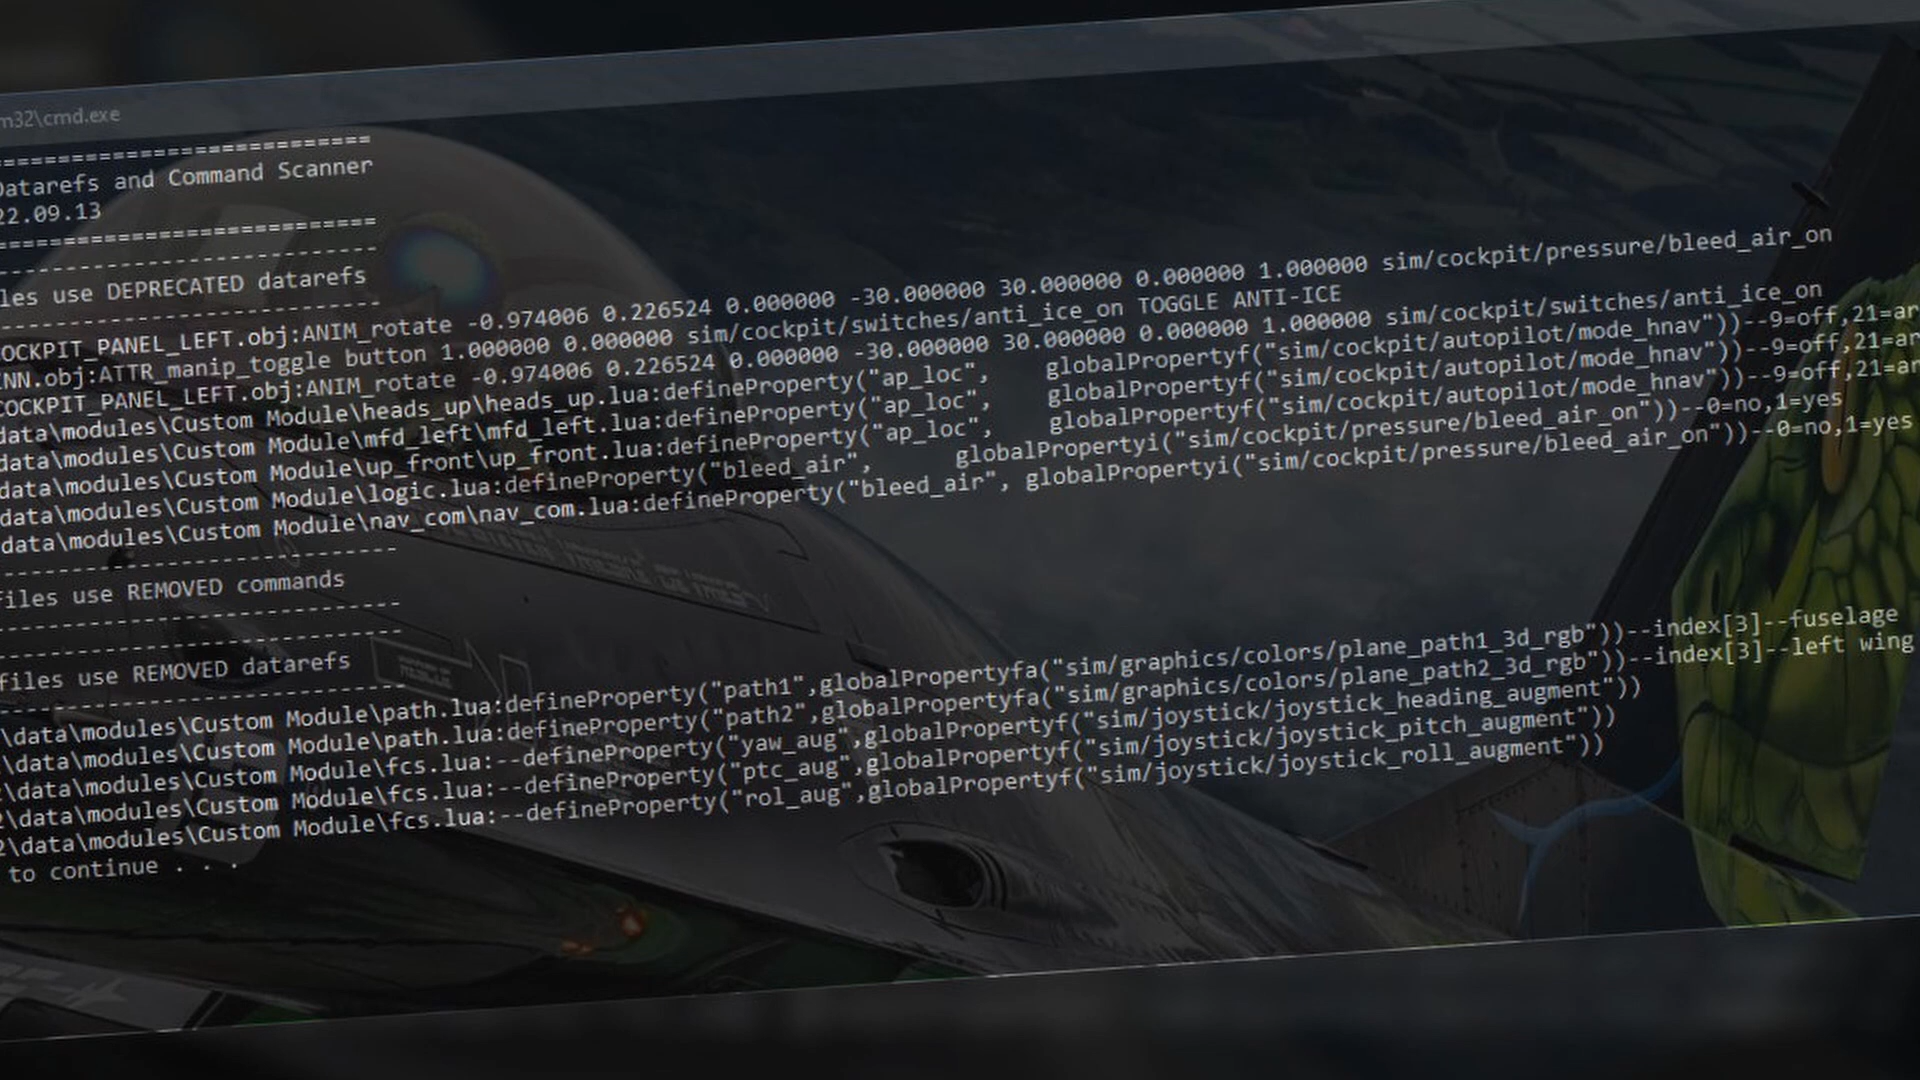 m32\cmd.exe
===========================
Datarefs and Command Scanner
22.09.13
============================
----------------------------
les use DEPRECATED datarefs
----------------------------
COCKPIT_PANEL_LEFT.obj:ANIM_rotate -0.974006 0.226524 0.000000 -30.000000 30.000000 0.000000 1.000000 sim/cockpit/pressure/bleed_air_on
INN.obj:ATTR_manip_toggle button 1.000000 0.000000 sim/cockpit/switches/anti_ice_on TOGGLE ANTI-ICE
COCKPIT_PANEL_LEFT.obj:ANIM_rotate -0.974006 0.226524 0.000000 -30.000000 30.000000 0.000000 1.000000 sim/cockpit/switches/anti_ice_on
data\modules\Custom Module\heads_up\heads_up.lua:defineProperty("ap_loc", globalPropertyf("sim/cockpit/autopilot/mode_hnav"))--9=off,21=ar
data\modules\Custom Module\mfd_left\mfd_left.lua:defineProperty("ap_loc", globalPropertyf("sim/cockpit/autopilot/mode_hnav"))--9=off,21=ar
data\modules\Custom Module\up_front\up_front.lua:defineProperty("ap_loc", globalPropertyf("sim/cockpit/autopilot/mode_hnav"))--9=off,21=ar
data\modules\Custom Module\logic.lua:defineProperty("bleed_air", globalPropertyi("sim/cockpit/pressure/bleed_air_on"))--0=no,1=yes
data\modules\Custom Module\nav_com\nav_com.lua:defineProperty("bleed_air", globalPropertyi("sim/cockpit/pressure/bleed_air_on"))--0=no,1=yes
-----------------------------
files use REMOVED commands
-----------------------------
-----------------------------
files use REMOVED datarefs
-----------------------------
\data\modules\Custom Module\path.lua:defineProperty("path1",globalPropertyfa("sim/graphics/colors/plane_path1_3d_rgb"))--index[3]--fuselage
\data\modules\Custom Module\path.lua:defineProperty("path2",globalPropertyfa("sim/graphics/colors/plane_path2_3d_rgb"))--index[3]--left wing
\data\modules\Custom Module\fcs.lua:--defineProperty("yaw_aug",globalPropertyf("sim/joystick/joystick_heading_augment"))
2\data\modules\Custom Module\fcs.lua:--defineProperty("ptc_aug",globalPropertyf("sim/joystick/joystick_pitch_augment"))
2\data\modules\Custom Module\fcs.lua:--defineProperty("rol_aug",globalPropertyf("sim/joystick/joystick_roll_augment"))
to continue . . .